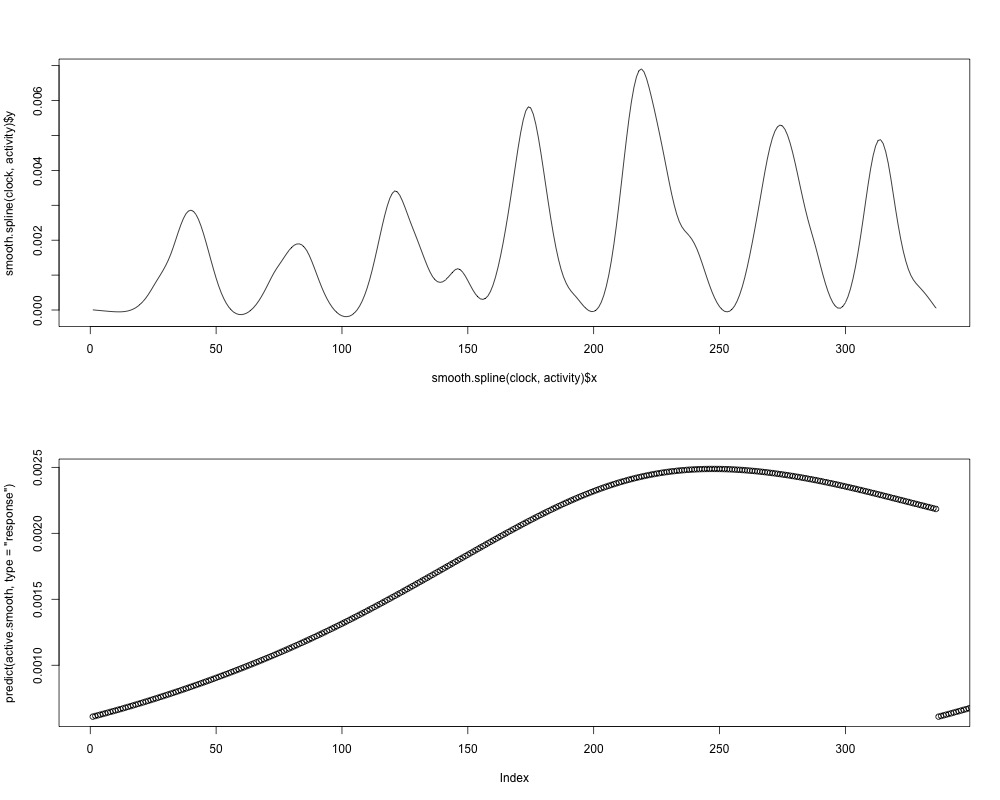 smooth.spline(clock, activity)$y
0.006
0.004
0.002
0.000
0 50 100 150 200 250 300
smooth.spline(clock, activity)$x
predict(active.smooth, type = "response")
0.0025
0.0020
0.0015
0.0010
0 50 100 150 200 250 300
Index